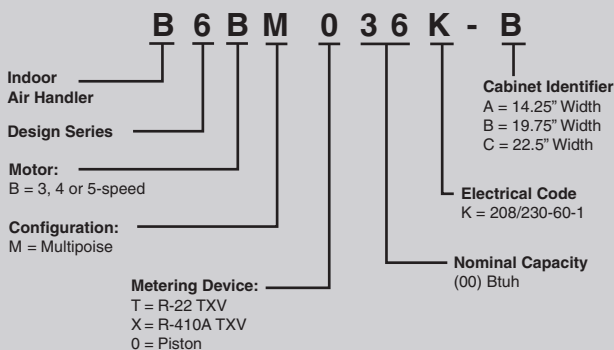 B 6 B M 0 3 6 K - B
Indoor
Air Handler
Design Series
Motor:
B = 3, 4 or 5-speed
Configuration:
M = Multipoise
Metering Device:
T = R-22 TXV
X = R-410A TXV
0 = Piston
Cabinet Identifier
A = 14.25” Width
B = 19.75” Width
C = 22.5” Width
Electrical Code
K = 208/230-60-1
Nominal Capacity
(00) Btuh